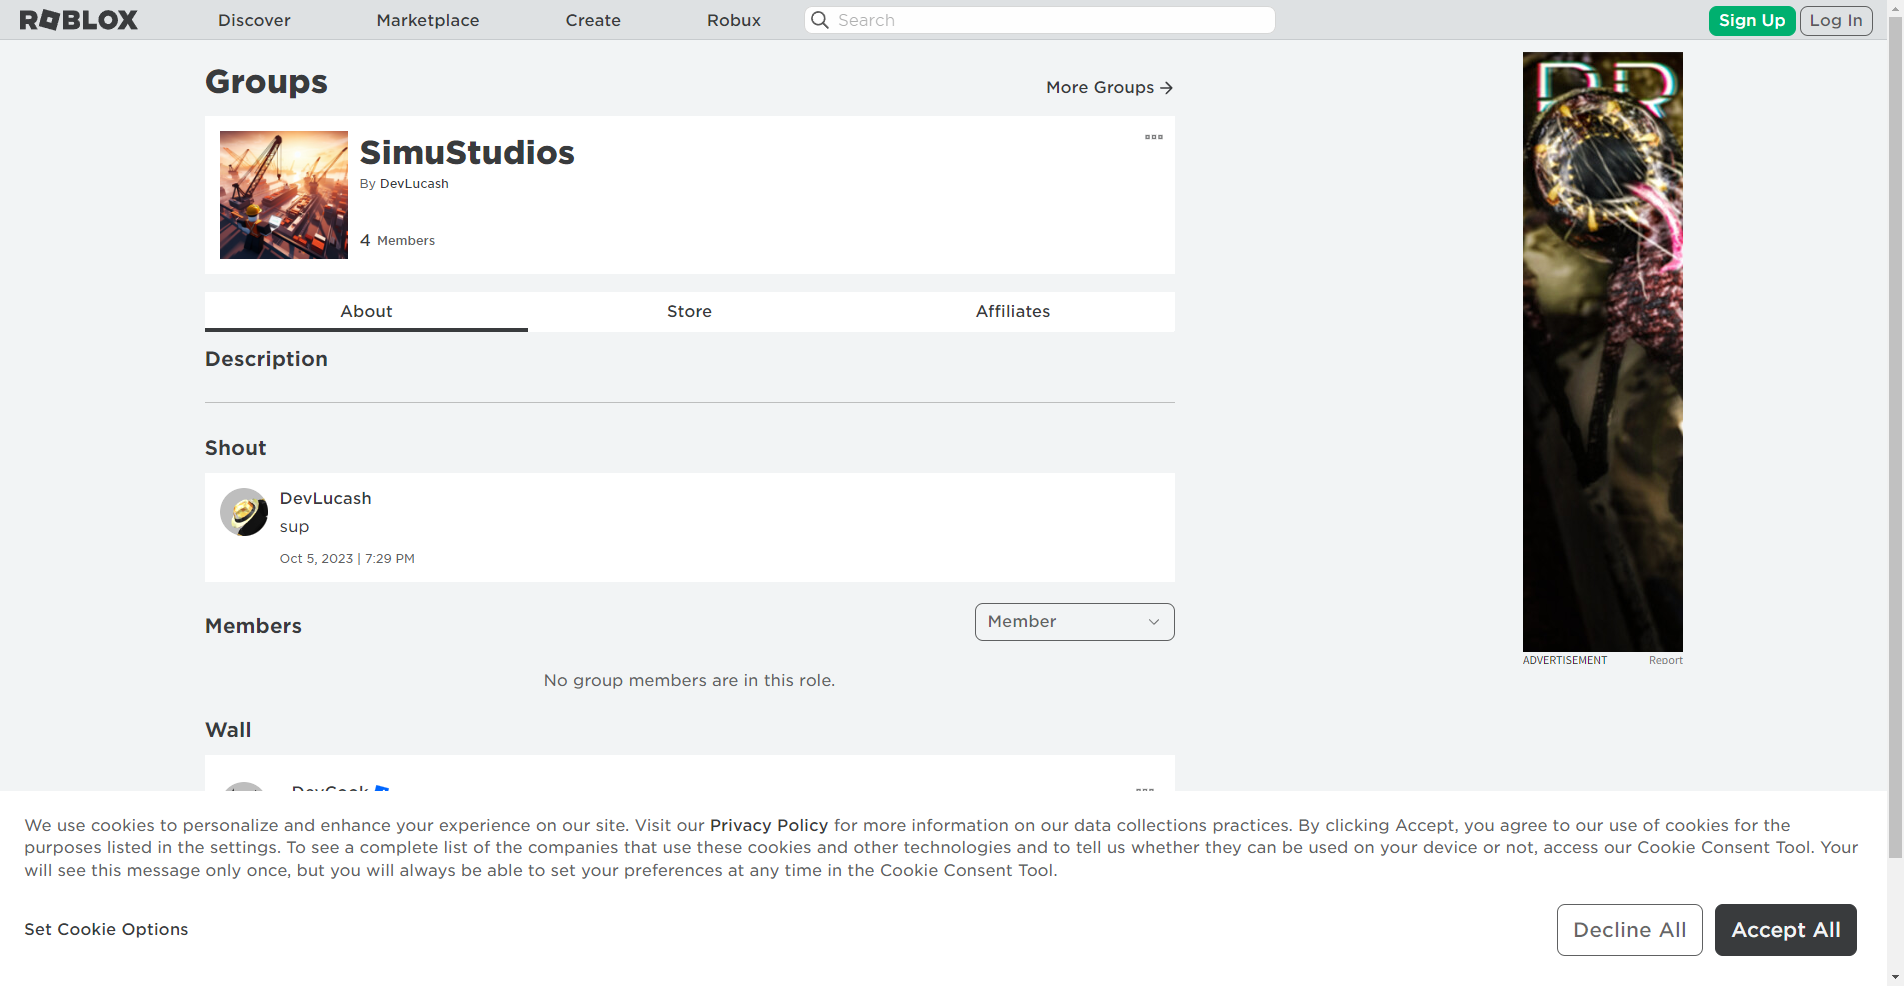 ROBLOX
Discover
Marketplace
Create
Robux
Search
Sign Up
Log In
Groups
More Groups
SimuStudios
By DevLucash
4 Members
About
Store
Affiliates
Description
Shout
DevLucash
sup
Oct 5, 2023 | 7:29 PM
Members
Member
No group members are in this role.
Wall
DevCook
DR
ADVERTISEMENT
Report
We use cookies to personalize and enhance your experience on our site. Visit our Privacy Policy for more information on our data collections practices. By clicking Accept, you agree to our use of cookies for the
purposes listed in the settings. To see a complete list of the companies that use these cookies and other technologies and to tell us whether they can be used on your device or not, access our Cookie Consent Tool. Your
will see this message only once, but you will always be able to set your preferences at any time in the Cookie Consent Tool.
Set Cookie Options
Decline All
Accept All